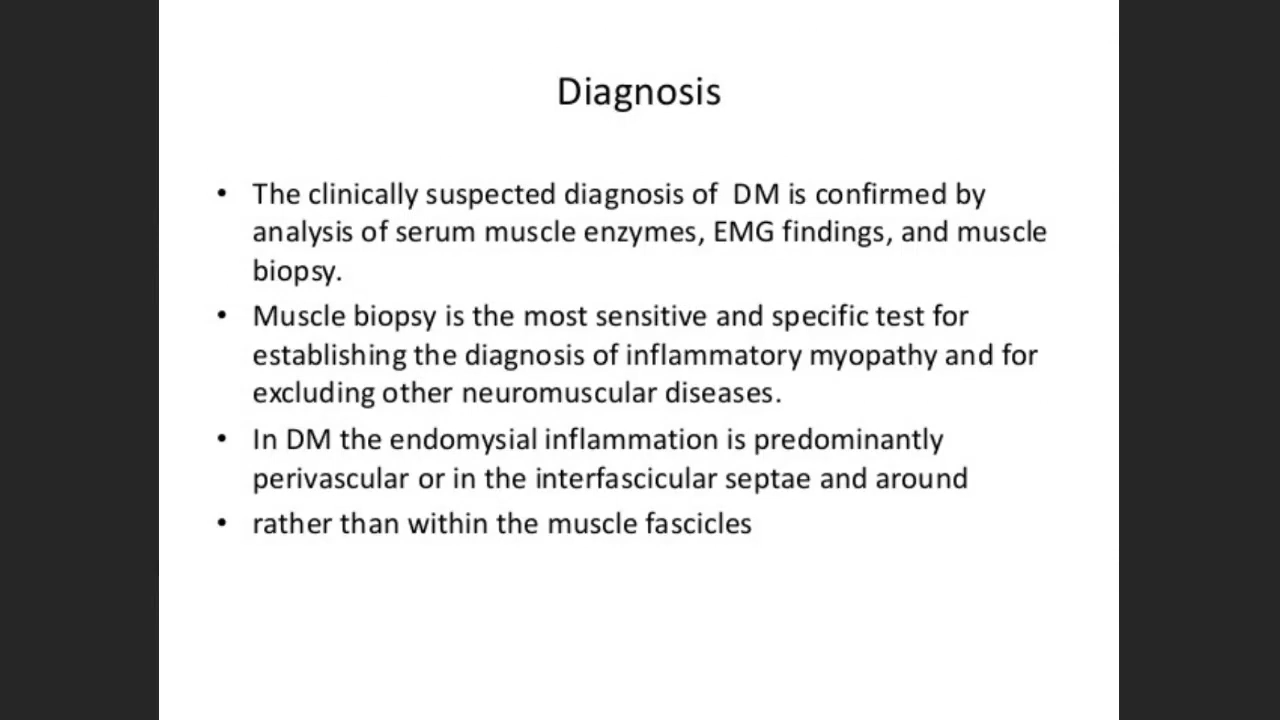 Diagnosis
• The clinically suspected diagnosis of  DM is confirmed by
analysis of serum muscle enzymes, EMG findings, and muscle
biopsy.
• Muscle biopsy is the most sensitive and specific test for
establishing the diagnosis of inflammatory myopathy and for
excluding other neuromuscular diseases.
• In DM the endomysial inflammation is predominantly
perivascular or in the interfascicular septae and around
• rather than within the muscle fascicles